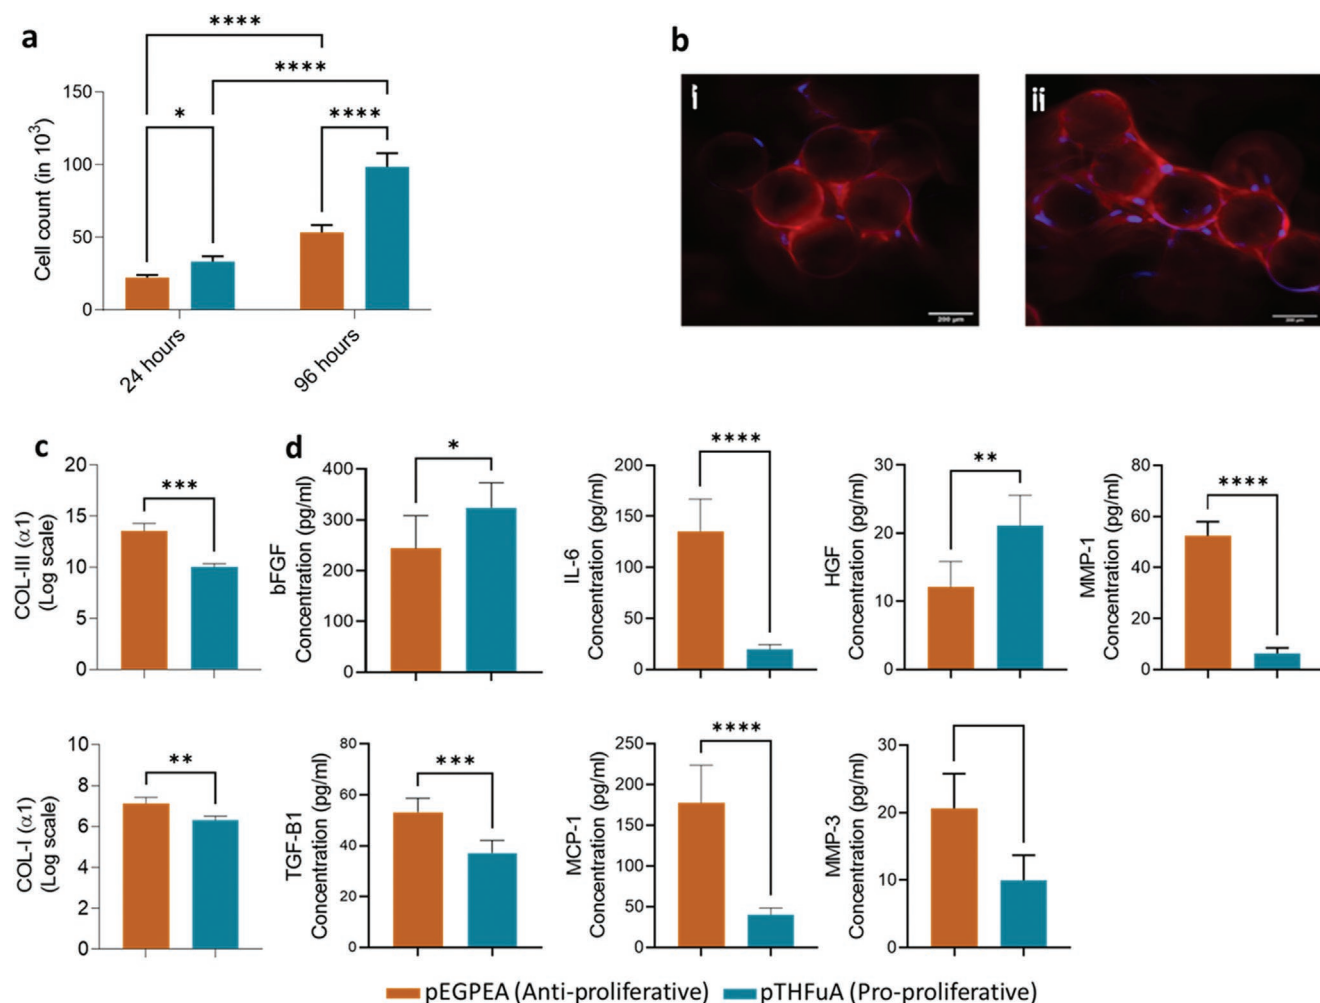 a
****
****
*
****
Cell count (in 10³)
150
100
50
0
24 hours
96 hours
b
i
ii
200 µm
200 µm
c
COL-III (α1)
(Log scale)
20
15
10
5
0
***
d
bFGF
Concentration (pg/ml)
400
300
200
100
0
*
IL-6
Concentration (pg/ml)
200
150
100
50
0
****
HGF
Concentration (pg/ml)
30
20
10
0
**
MMP-1
Concentration (pg/ml)
80
60
40
20
0
****
COL-I (α1)
(Log scale)
10
8
6
4
2
0
**
TGF-B1
Concentration (pg/ml)
80
60
40
20
0
***
MCP-1
Concentration (pg/ml)
250
200
150
100
50
0
****
MMP-3
Concentration (pg/ml)
30
20
10
0
pEGPEA (Anti-proliferative)
pTHFuA (Pro-proliferative)